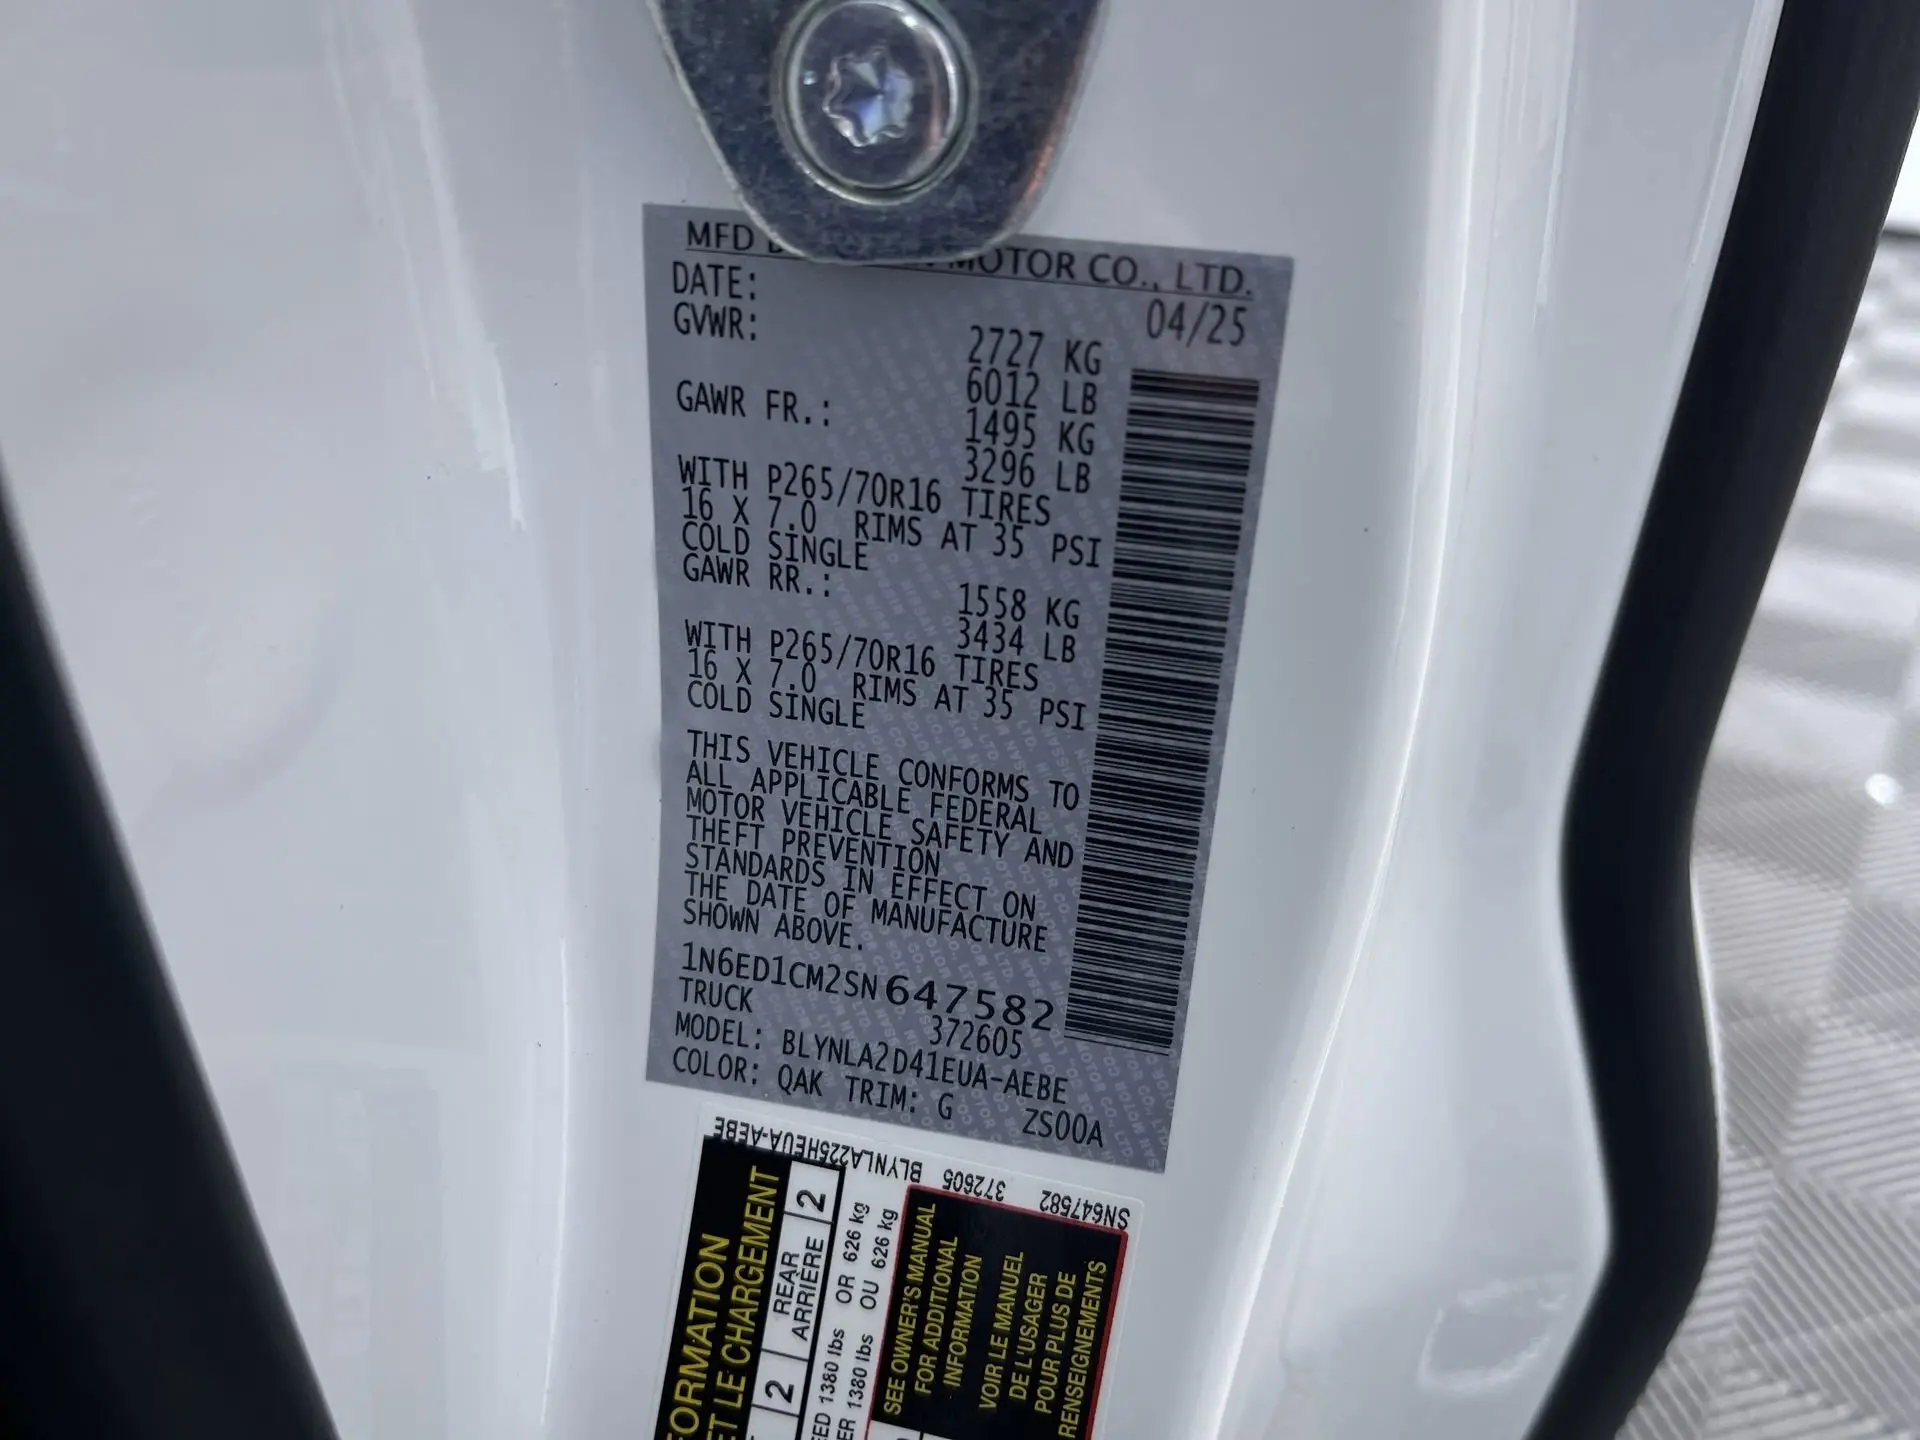 MFD MOTOR CO., LTD.
DATE: 04/25
GVWR: 2727 KG
6012 LB
GAWR FR.: 1495 KG
3296 LB
WITH P265/70R16 TIRES
16 X 7.0 RIMS AT 35 PSI
COLD SINGLE
GAWR RR.: 1558 KG
3434 LB
WITH P265/70R16 TIRES
16 X 7.0 RIMS AT 35 PSI
COLD SINGLE
THIS VEHICLE CONFORMS TO
ALL APPLICABLE FEDERAL
MOTOR VEHICLE SAFETY AND
THEFT PREVENTION
STANDARDS IN EFFECT ON
THE DATE OF MANUFACTURE
SHOWN ABOVE.
1N6ED1CM2SN647582
TRUCK 372605
MODEL: BLYNLA2D41EUA-AEBE
COLOR: QAK TRIM: G ZS00A
SN647582 372605 BLYNLA225HEUA-AEBE
ET LE CHARGEMENT
2 REAR
ARRIÈRE 2
1380 lbs OR 626 kg
1380 lbs OU 626 kg
SEE OWNER'S MANUAL
FOR ADDITIONAL
INFORMATION
VOIR LE MANUEL
DE L'USAGER
POUR PLUS DE
RENSEIGNEMENTS